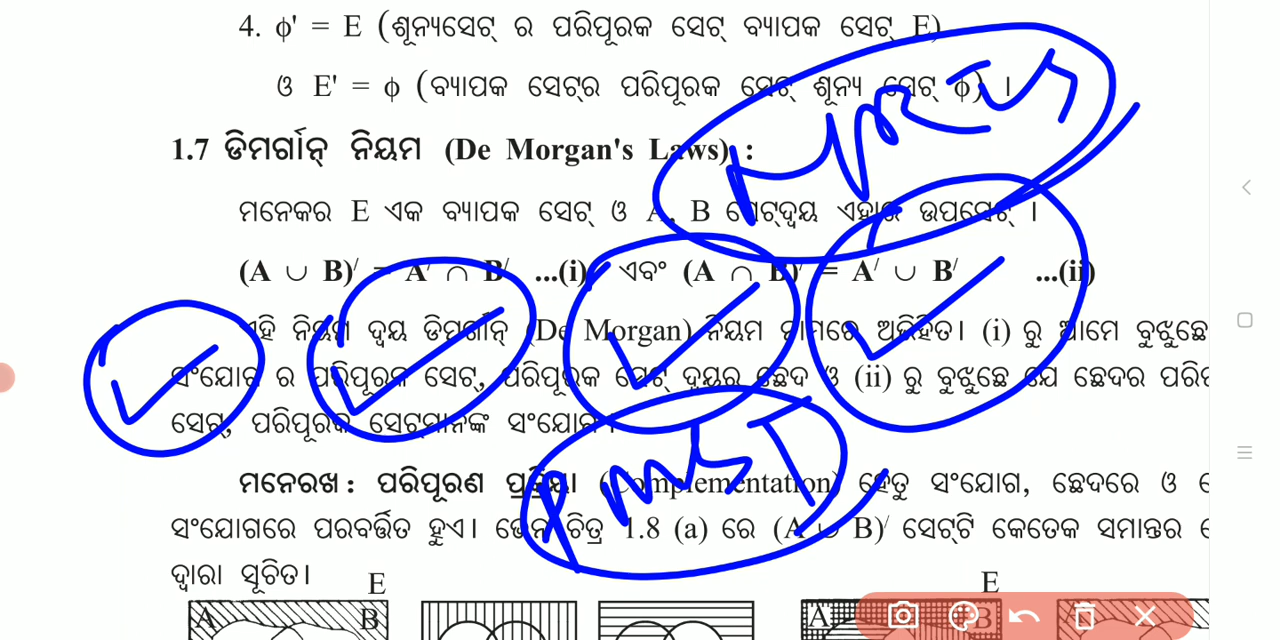 4. ϕ' = E (ଶୂନ୍ୟସେଟ୍ ର ପରିପୂରକ ସେଟ୍ ବ୍ୟାପକ ସେଟ୍ E)
ଓ E' = ϕ (ବ୍ୟାପକ ସେଟ୍‌ର ପରିପୂରକ ସେଟ୍ ଶୂନ୍ୟ ସେଟ୍ ϕ) ।
1.7 ଡିମର୍ଗାନ୍ ନିୟମ (De Morgan's Laws) :
ମନେକର E ଏକ ବ୍ୟାପକ ସେଟ୍ ଓ A, B ସେଟ୍‌ଦ୍ୱୟ ଏହାର ଉପସେଟ୍ ।
(A ∪ B)/ = A/ ∩ B/ ...(i) ଏବଂ (A ∩ B)/ = A/ ∪ B/ ...(ii)
ଏହି ନିୟମ ଦ୍ୱୟ ଡିମର୍ଗାନ୍ (De Morgan) ନିୟମ ନାମରେ ଅଭିହିତ। (i) ରୁ ଆମେ ବୁଝୁଛେ
ସଂଯୋଗ ର ପରିପୂରକ ସେଟ୍, ପରିପୂରକ ସେଟ୍ ଦ୍ୱୟର ଛେଦ ଓ (ii) ରୁ ବୁଝୁଛେ ଯେ ଛେଦର
ସେଟ୍, ପରିପୂରକ ସେଟ୍‌ମାନଙ୍କ ସଂଯୋଗ ।
ମନେରଖ : ପରିପୂରଣ ପ୍ରକ୍ରିୟା (Complementation) ହେତୁ ସଂଯୋଗ, ଛେଦରେ ଓ
ସଂଯୋଗରେ ପରବର୍ତ୍ତିତ ହୁଏ। ଭେନ୍ ଚିତ୍ର 1.8 (a) ରେ (A ∪ B)/ ସେଟ୍‌ଟି କେତେକ ସମାନ୍ତର
ଦ୍ୱାରା ସୂଚିତ।
E E
A B A B A